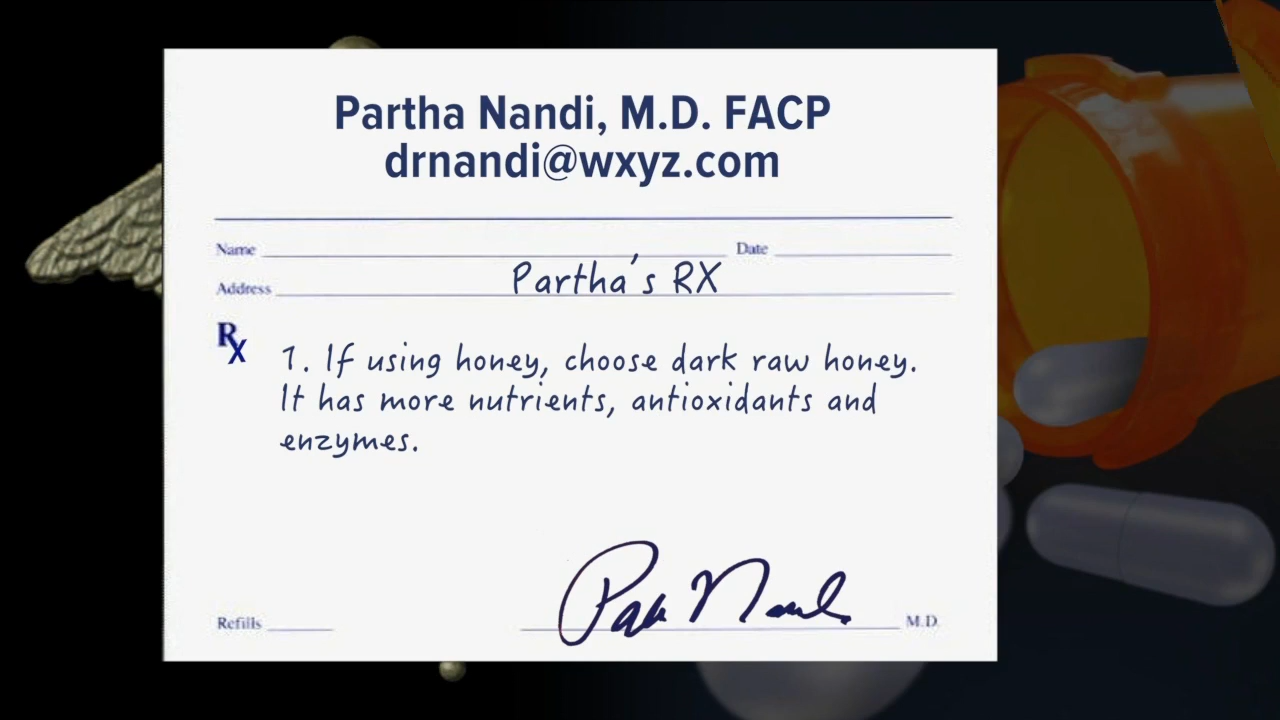 Partha Nandi, M.D. FACP
drnandi@wxyz.com
Name Date
Partha's RX
Address
Rx
1. If using honey, choose dark raw honey.
It has more nutrients, antioxidants and
enzymes.
Refills M.D.